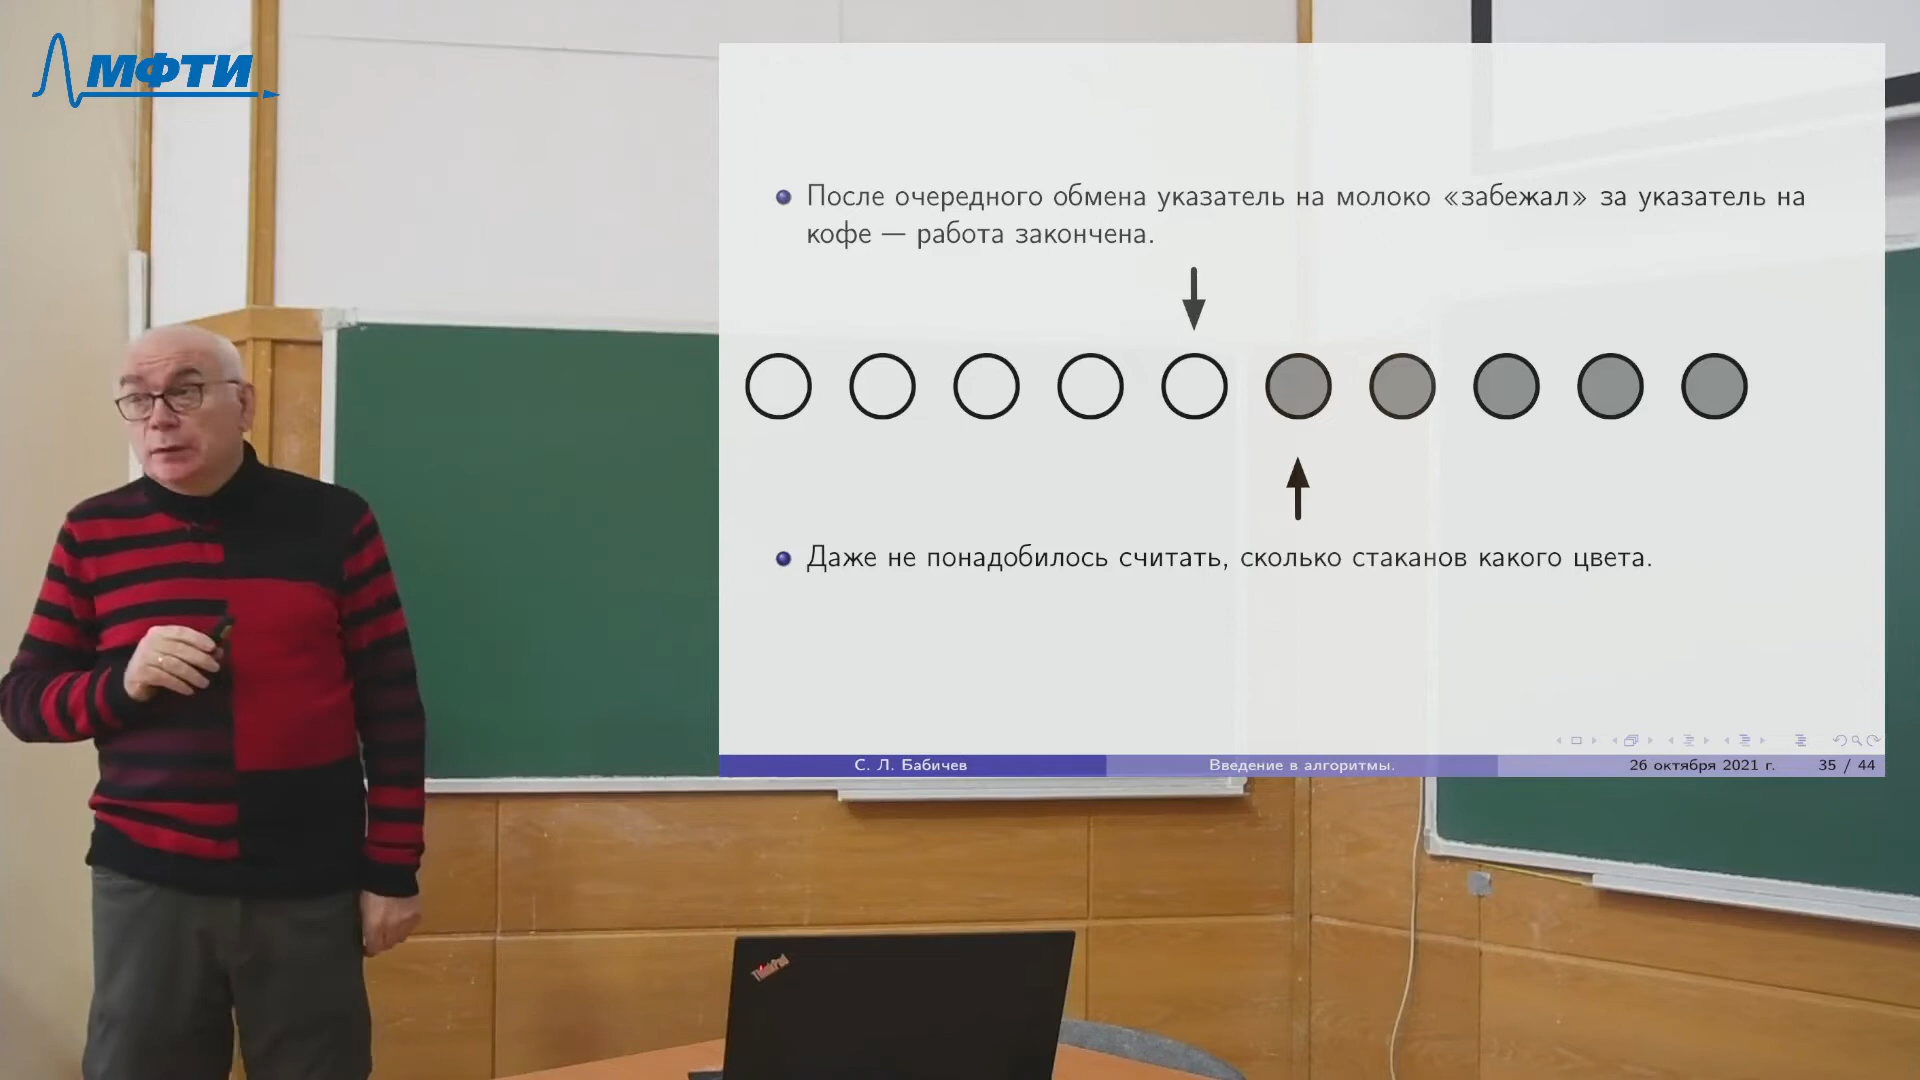 МФТИ
После очередного обмена указатель на молоко «забежал» за указатель на
кофе — работа закончена.
Даже не понадобилось считать, сколько стаканов какого цвета.
С. Л. Бабичев
Введение в алгоритмы.
26 октября 2021 г.
35 / 44
ThinkPad